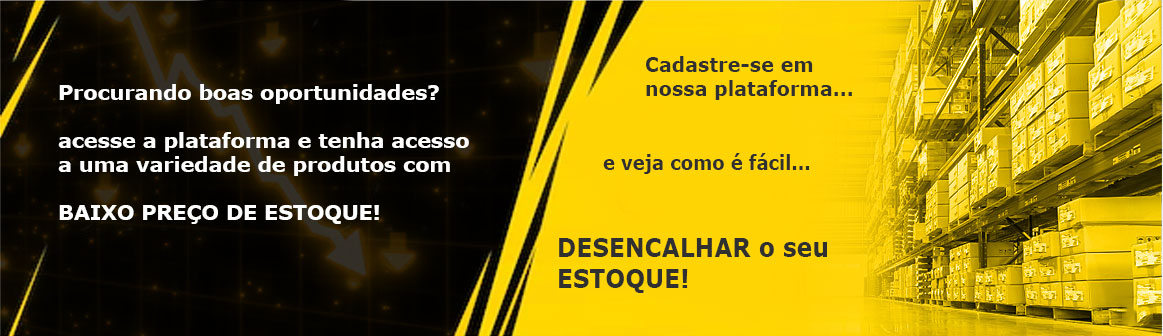 Procurando boas oportunidades?
acesse a plataforma e tenha acesso
a uma variedade de produtos com
BAIXO PREÇO DE ESTOQUE!
Cadastre-se em
nossa plataforma...
e veja como é fácil...
DESENCALHAR o seu
ESTOQUE!